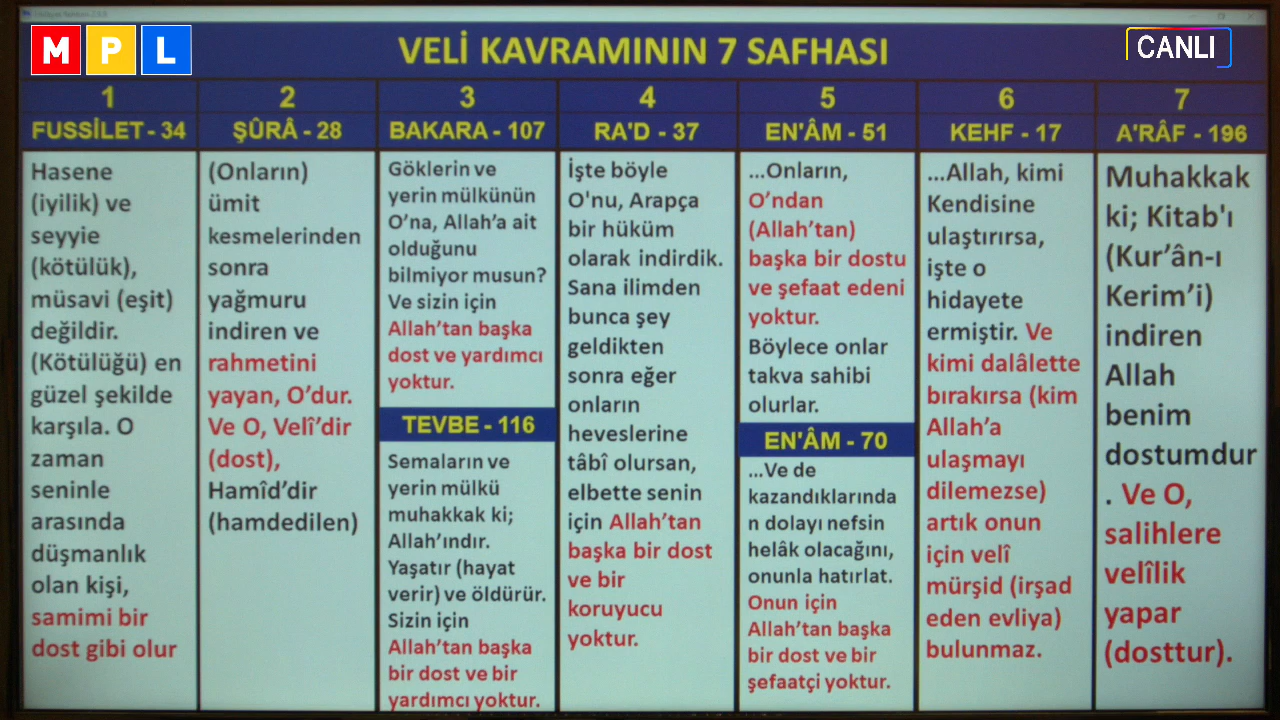 MPL
CANLI
VELİ KAVRAMININ 7 SAFHASI
1
FUSSİLET - 34
Hasene
(iyilik) ve
seyyie
(kötülük),
müsavi (eşit)
değildir.
(Kötülüğü) en
güzel şekilde
karşıla. O
zaman
seninle
arasında
düşmanlık
olan kişi,
samimi bir
dost gibi olur
2
ŞÛRÂ - 28
(Onların)
ümit
kesmelerinden
sonra
yağmuru
indiren ve
rahmetini
yayan, O’dur.
Ve O, Velî’dir
(dost),
Hamîd’dir
(hamdedilen)
3
BAKARA - 107
Göklerin ve
yerin mülkünün
O’na, Allah’a ait
olduğunu
bilmiyor musun?
Ve sizin için
Allah’tan başka
dost ve yardımcı
yoktur.
TEVBE - 116
Semaların ve
yerin mülkü
muhakkak ki;
Allah’ındır.
Yaşatır (hayat
verir) ve öldürür.
Sizin için
Allah’tan başka
bir dost ve bir
yardımcı yoktur.
4
RA'D - 37
İşte böyle
O'nu, Arapça
bir hüküm
olarak indirdik.
Sana ilimden
bunca şey
geldikten
sonra eğer
onların
heveslerine
tâbî olursan,
elbette senin
için Allah’tan
başka bir dost
ve bir
koruyucu
yoktur.
5
EN'ÂM - 51
...Onların,
O’ndan
(Allah’tan)
başka bir dostu
ve şefaat edeni
yoktur.
Böylece onlar
takva sahibi
olurlar.
EN'ÂM - 70
...Ve de
kazandıklarında
n dolayı nefsin
helâk olacağını,
onunla hatırlat.
Onun için
Allah’tan başka
bir dost ve bir
şefaatçi yoktur.
6
KEHF - 17
...Allah, kimi
Kendisine
ulaştırırsa,
işte o
hidayete
ermiştir. Ve
kimi dalâlette
bırakırsa (kim
Allah’a
ulaşmayı
dilemezse)
artık onun
için velî
mürşid (irşad
eden evliya)
bulunmaz.
7
A'RÂF - 196
Muhakkak
ki; Kitab'ı
(Kur’ân-ı
Kerim’i)
indiren
Allah
benim
dostumdur
. Ve O,
salihlere
velîlik
yapar
(dosttur).